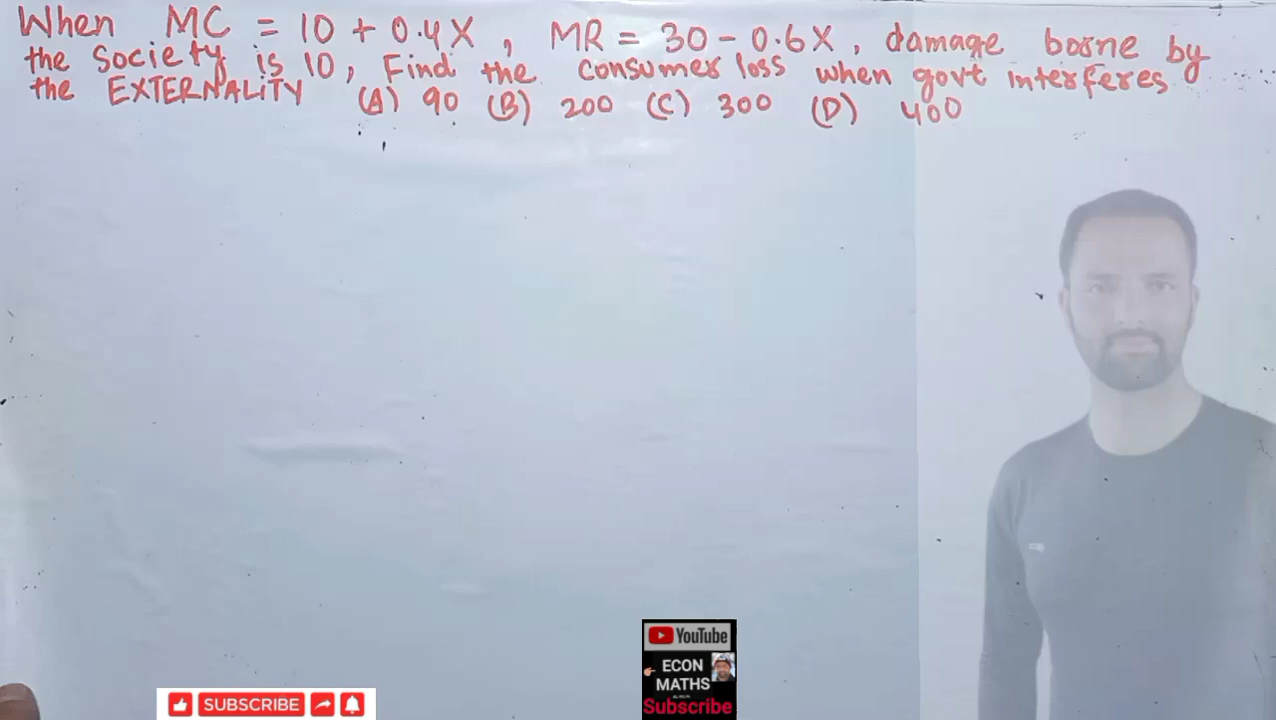 When MC = 10 + 0.4X , MR = 30 - 0.6X , damage borne by
the Society is 10, Find the consumer loss when govt interferes
the EXTERNALITY (A) 90 (B) 200 (C) 300 (D) 400
YouTube
ECON
MATHS
Subscribe
SUBSCRIBE